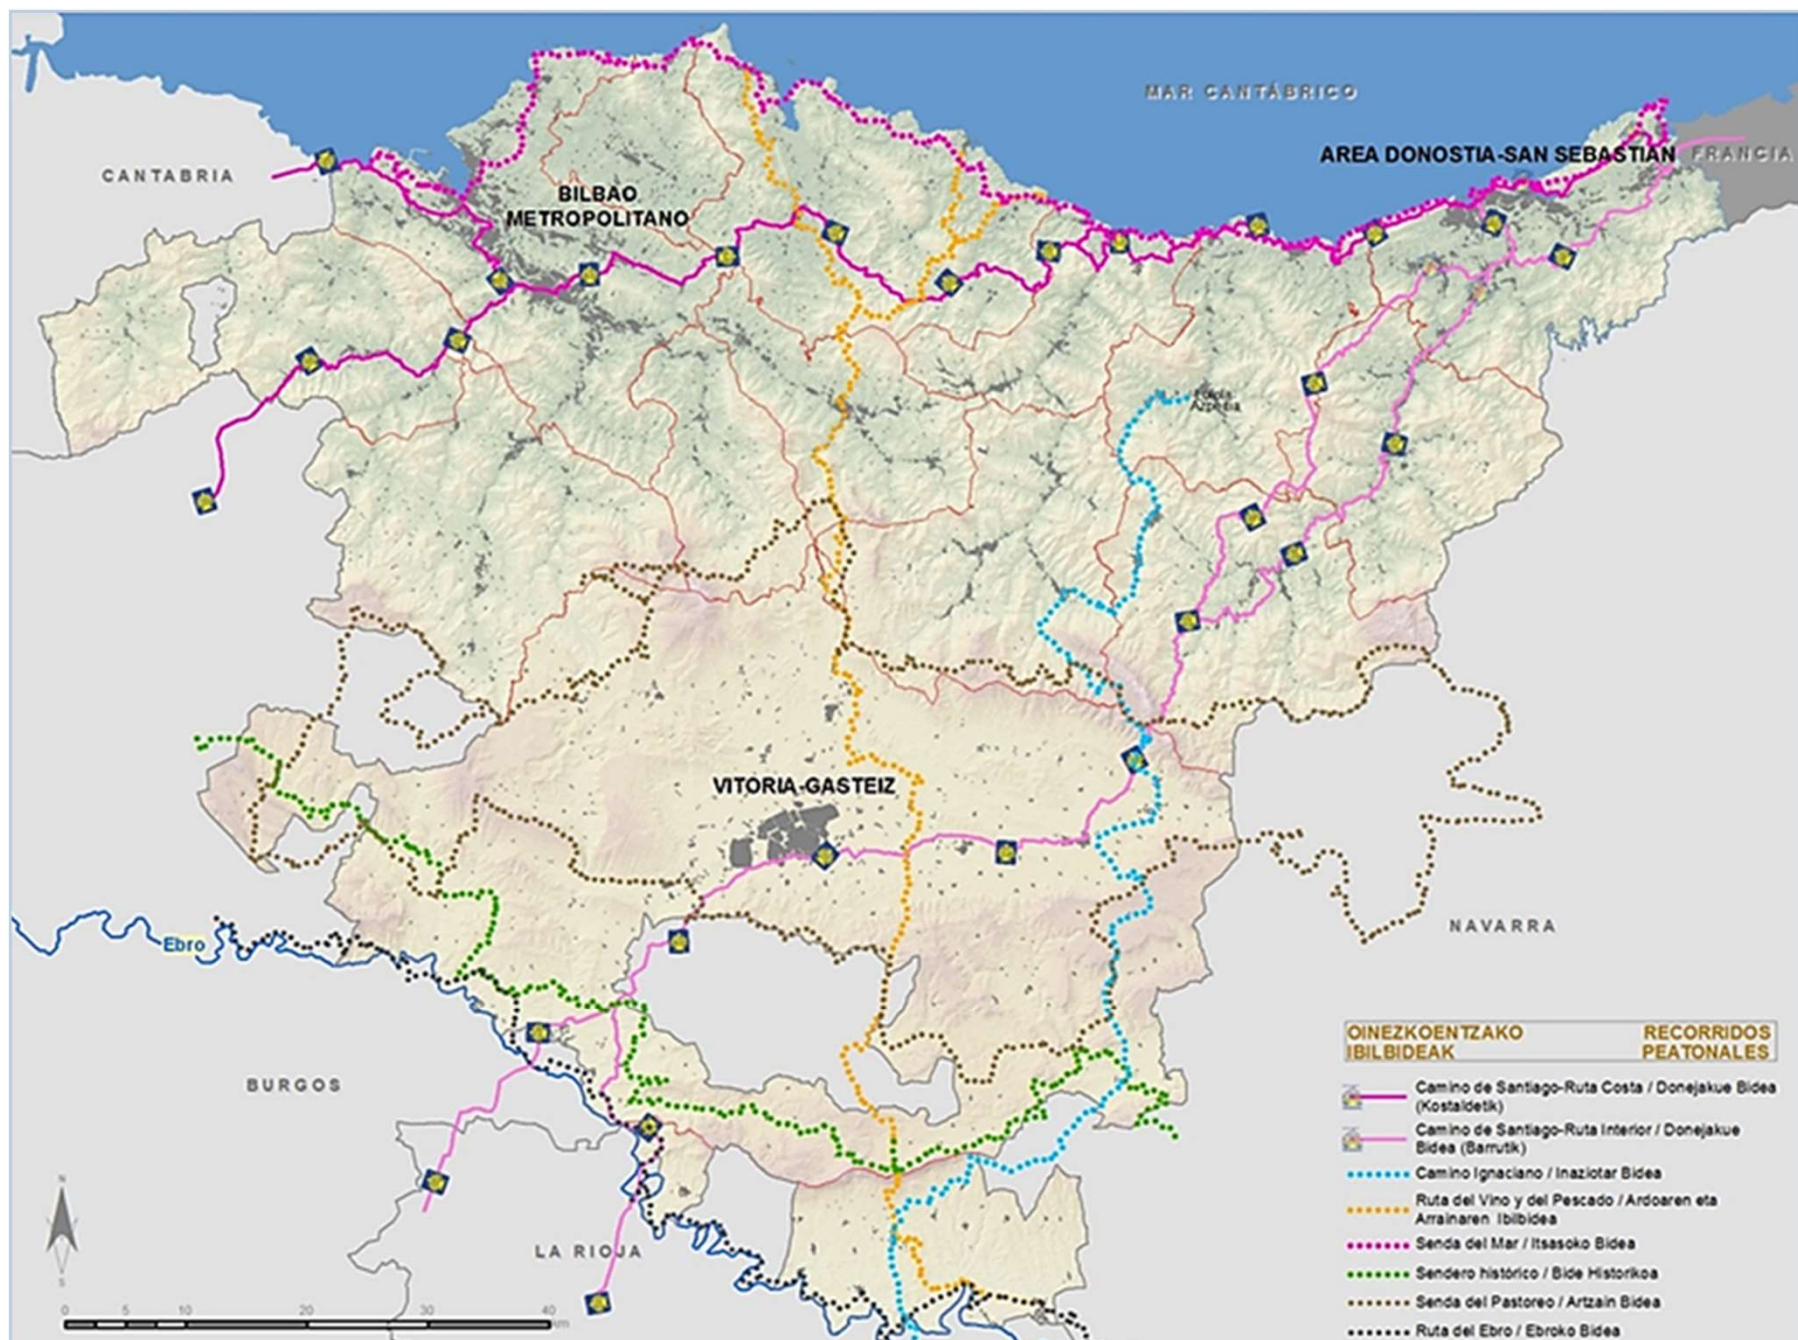 MAR CANTÁBRICO
AREA DONOSTIA-SAN SEBASTIAN
FRANCIA
CANTABRIA
BILBAO
METROPOLITANO
Azpeitia
VITORIA-GASTEIZ
Ebro
NAVARRA
BURGOS
LA RIOJA
OINEZKOENTZAKO IBILBIDEAK
RECORRIDOS PEATONALES
Camino de Santiago-Ruta Costa / Donejakue Bidea
(Kostaldetik)
Camino de Santiago-Ruta Interior / Donejakue
Bidea (Barrutik)
Camino Ignaciano / Inaziotar Bidea
Ruta del Vino y del Pescado / Ardoaren eta
Arrainaren Ibilbidea
Senda del Mar / Itsasoko Bidea
Sendero histórico / Bide Historikoa
Senda del Pastoreo / Artzain Bidea
Ruta del Ebro / Ebroko Bidea
N
S
0 5 10 20 30 40
km